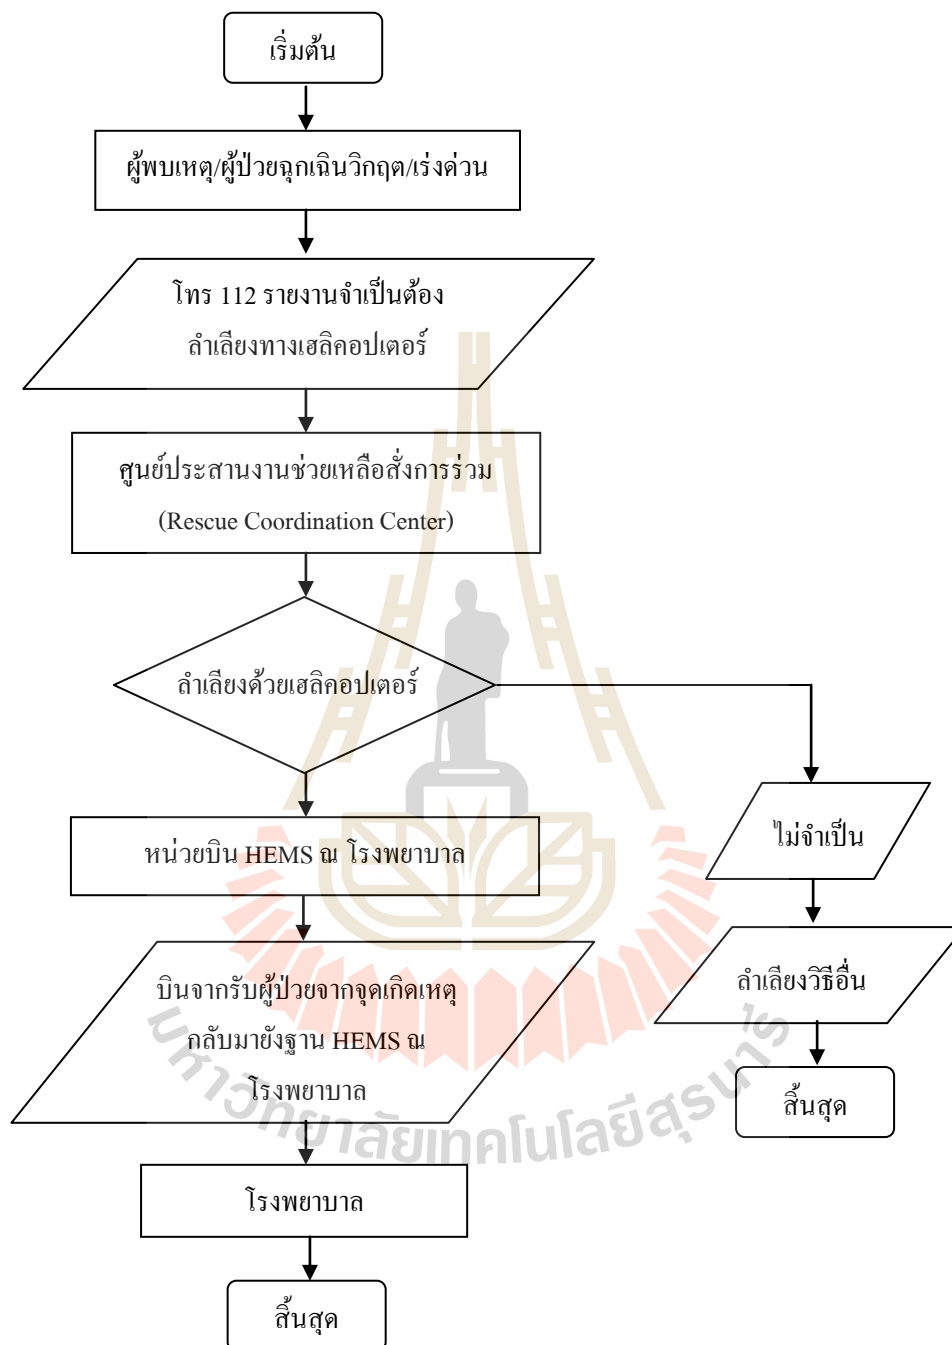 เริ่มต้น
ผู้พบเหตุ/ผู้ป่วยฉุกเฉินวิกฤต/เร่งด่วน
โทร 112 รายงานจำเป็นต้อง
ลำเลียงทางเฮลิคอปเตอร์
ศูนย์ประสานงานช่วยเหลือสั่งการร่วม
(Rescue Coordination Center)
ลำเลียงด้วยเฮลิคอปเตอร์
หน่วยบิน HEMS ณ โรงพยาบาล
ไม่จำเป็น
บินจากรับผู้ป่วยจากจุดเกิดเหตุ
กลับมายังฐาน HEMS ณ
โรงพยาบาล
ลำเลียงวิธีอื่น
สิ้นสุด
โรงพยาบาล
สิ้นสุด
มหาวิทยาลัยเทคโนโลยีสุรนารี